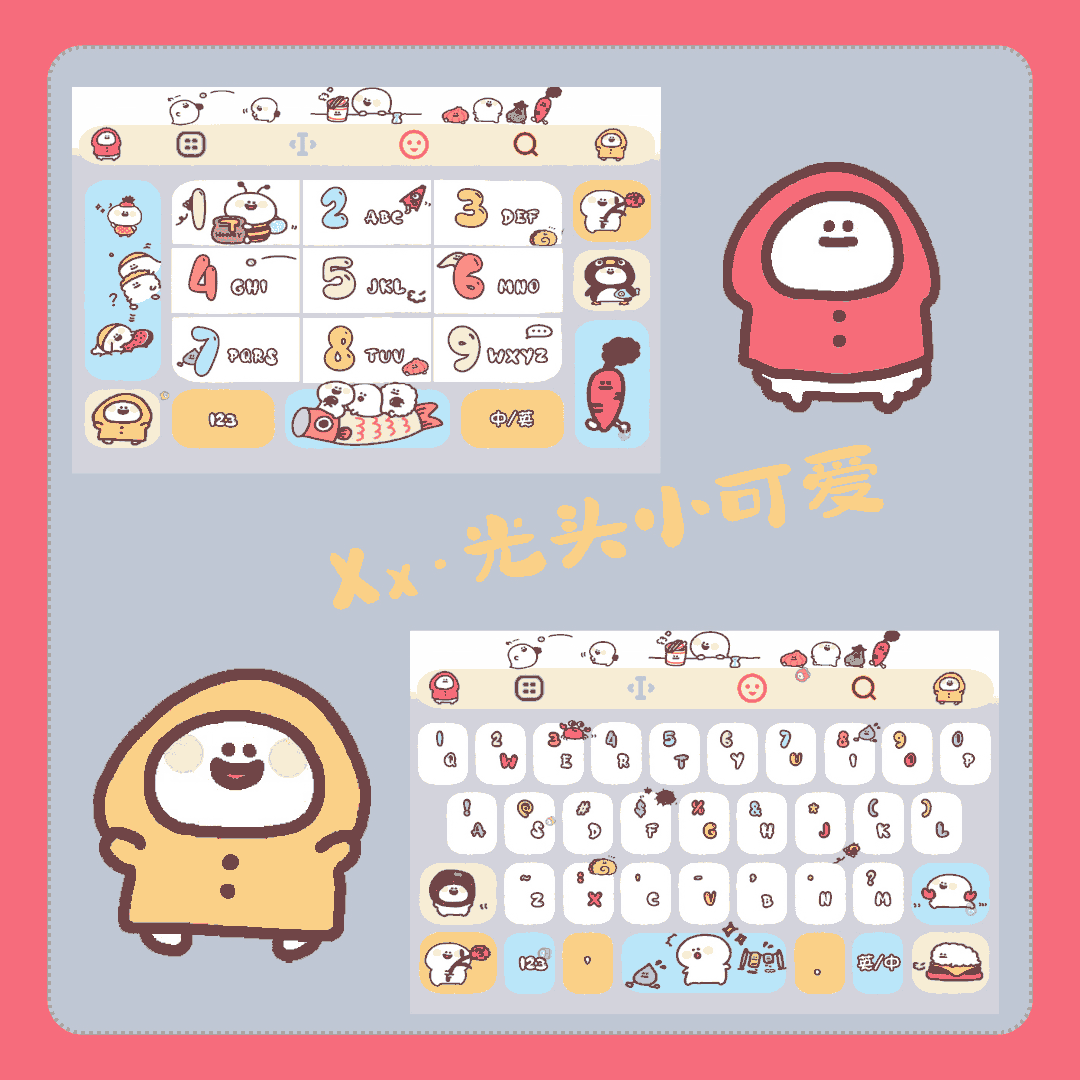 1
HONEY
2 ABC
3 DEF
4 GHI
5 JKL
6 MNO
7 PQRS
8 TUV
9 WXYZ
?
123
中/英
Xx·光头小可爱
1 2 3 4 5 6 7 8 9 0
Q W E R T Y U I O P
! @ # $ % & * ( )
A S D F G H J K L
~ : ' - , . ?
Z X C V B N M
123 , 。 英/中